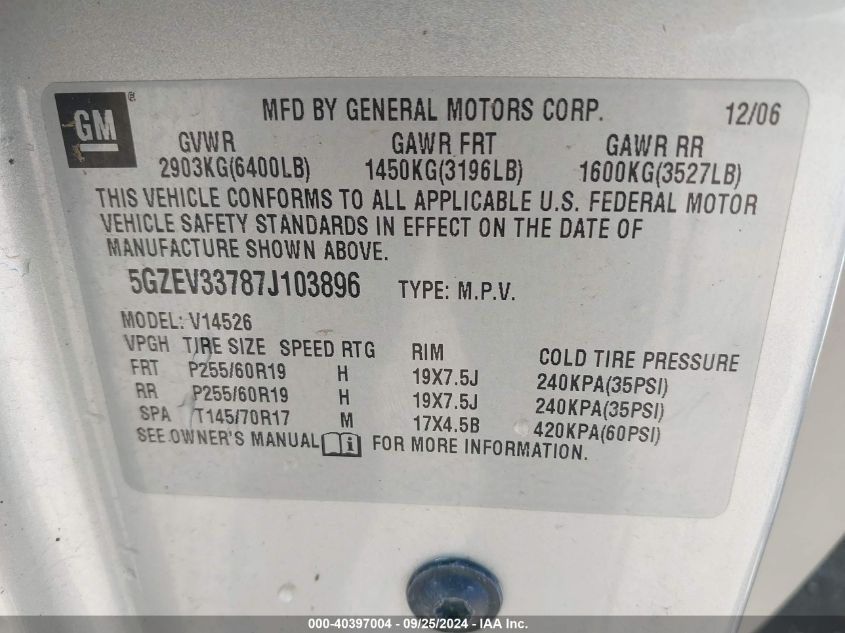 GM ® MFD BY GENERAL MOTORS CORP. 12/06
GVWR GAWR FRT GAWR RR
2903KG(6400LB) 1450KG(3196LB) 1600KG(3527LB)
THIS VEHICLE CONFORMS TO ALL APPLICABLE U.S. FEDERAL MOTOR
VEHICLE SAFETY STANDARDS IN EFFECT ON THE DATE OF
MANUFACTURE SHOWN ABOVE.
5GZEV33787J103896 TYPE: M.P.V.
MODEL: V14526
VPGH TIRE SIZE SPEED RTG RIM COLD TIRE PRESSURE
FRT P255/60R19 H 19X7.5J 240KPA(35PSI)
RR P255/60R19 H 19X7.5J 240KPA(35PSI)
SPA T145/70R17 M 17X4.5B 420KPA(60PSI)
SEE OWNER'S MANUAL FOR MORE INFORMATION.
000-40397004 - 09/25/2024 - IAA Inc.